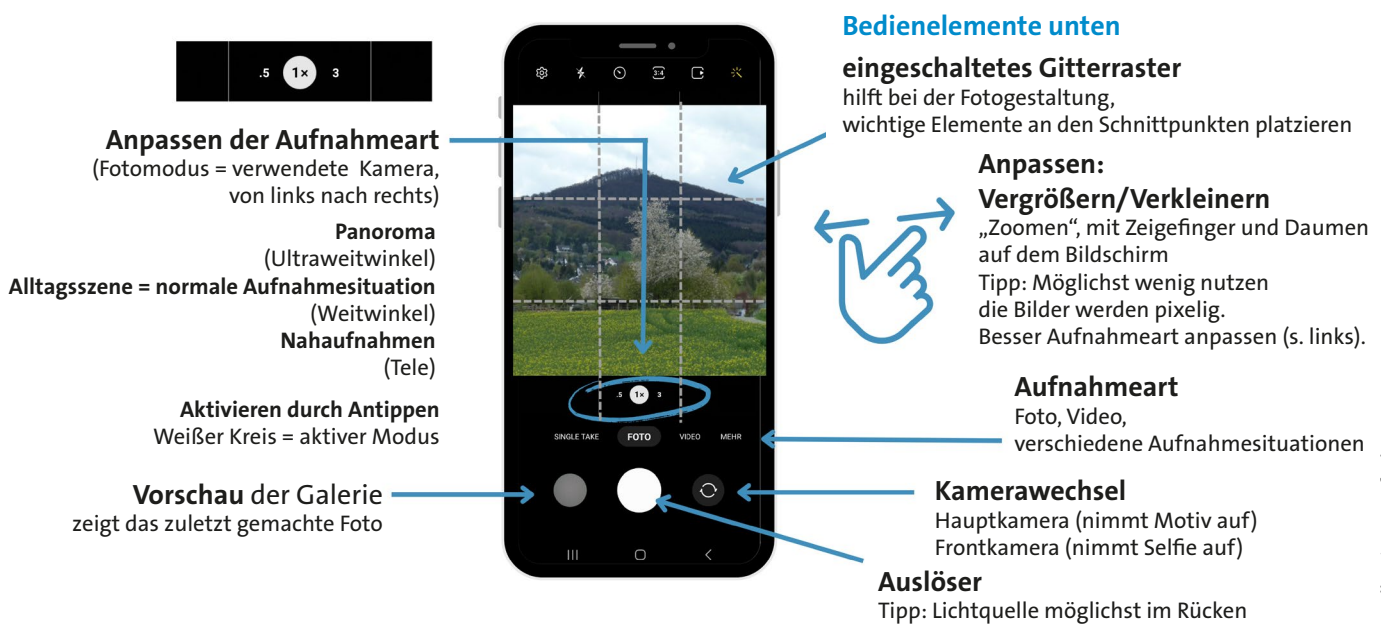 .5 1× 3
Anpassen der Aufnahmeart
(Fotomodus = verwendete Kamera,
von links nach rechts)
Panoroma
(Ultraweitwinkel)
Alltagsszene = normale Aufnahmesituation
(Weitwinkel)
Nahaufnahmen
(Tele)
Aktivieren durch Antippen
Weißer Kreis = aktiver Modus
Vorschau der Galerie
zeigt das zuletzt gemachte Foto
3:4
.5 1× 3
SINGLE TAKE FOTO VIDEO MEHR
Bedienelemente unten
eingeschaltetes Gitterraster
hilft bei der Fotogestaltung,
wichtige Elemente an den Schnittpunkten platzieren
Anpassen:
Vergrößern/Verkleinern
„Zoomen“, mit Zeigefinger und Daumen
auf dem Bildschirm
Tipp: Möglichst wenig nutzen
die Bilder werden pixelig.
Besser Aufnahmeart anpassen (s. links).
Aufnahmeart
Foto, Video,
verschiedene Aufnahmesituationen
Kamerawechsel
Hauptkamera (nimmt Motiv auf)
Frontkamera (nimmt Selfie auf)
Auslöser
Tipp: Lichtquelle möglichst im Rücken